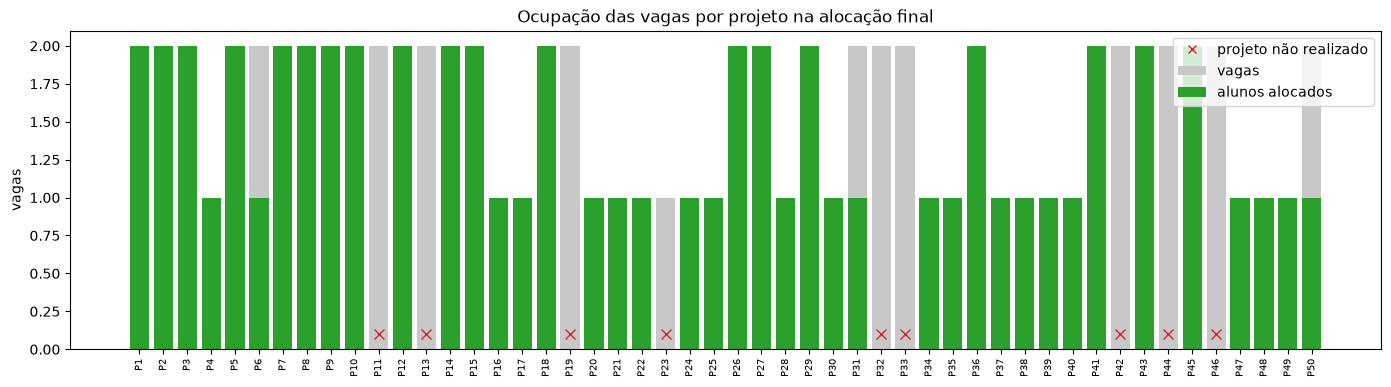 Ocupação das vagas por projeto na alocação final
projeto não realizado
vagas
alunos alocados
vagas
2.00
1.75
1.50
1.25
1.00
0.75
0.50
0.25
0.00
P1
P2
P3
P4
P5
P6
P7
P8
P9
P10
P11
P12
P13
P14
P15
P16
P17
P18
P19
P20
P21
P22
P23
P24
P25
P26
P27
P28
P29
P30
P31
P32
P33
P34
P35
P36
P37
P38
P39
P40
P41
P42
P43
P44
P45
P46
P47
P48
P49
P50